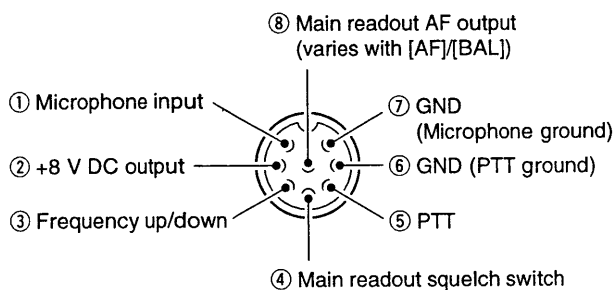 ⑧ Main readout AF output
(varies with [AF]/[BAL])
① Microphone input
⑦ GND
(Microphone ground)
② +8 V DC output
⑥ GND (PTT ground)
③ Frequency up/down
⑤ PTT
④ Main readout squelch switch